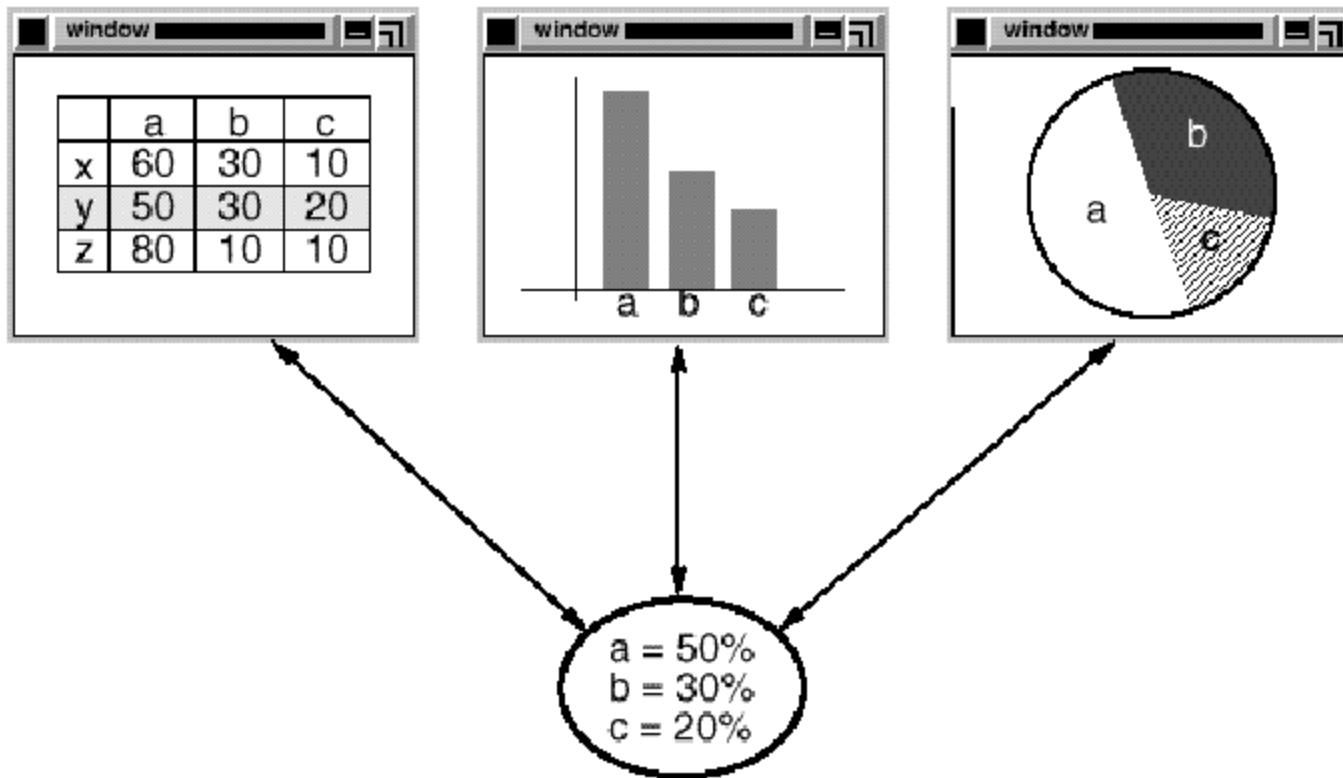 window
a b c
x 60 30 10
y 50 30 20
z 80 10 10
window
a b c
window
b
a
c
a = 50%
b = 30%
c = 20%